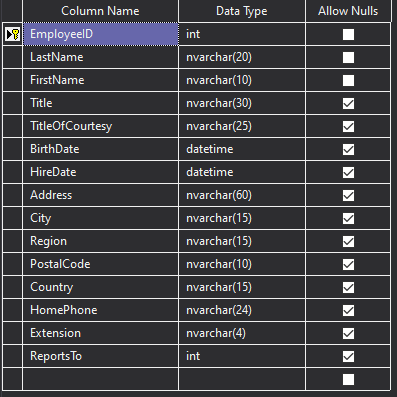 Column Name Data Type Allow Nulls
EmployeeID int
LastName nvarchar(20)
FirstName nvarchar(10)
Title nvarchar(30)
TitleOfCourtesy nvarchar(25)
BirthDate datetime
HireDate datetime
Address nvarchar(60)
City nvarchar(15)
Region nvarchar(15)
PostalCode nvarchar(10)
Country nvarchar(15)
HomePhone nvarchar(24)
Extension nvarchar(4)
ReportsTo int